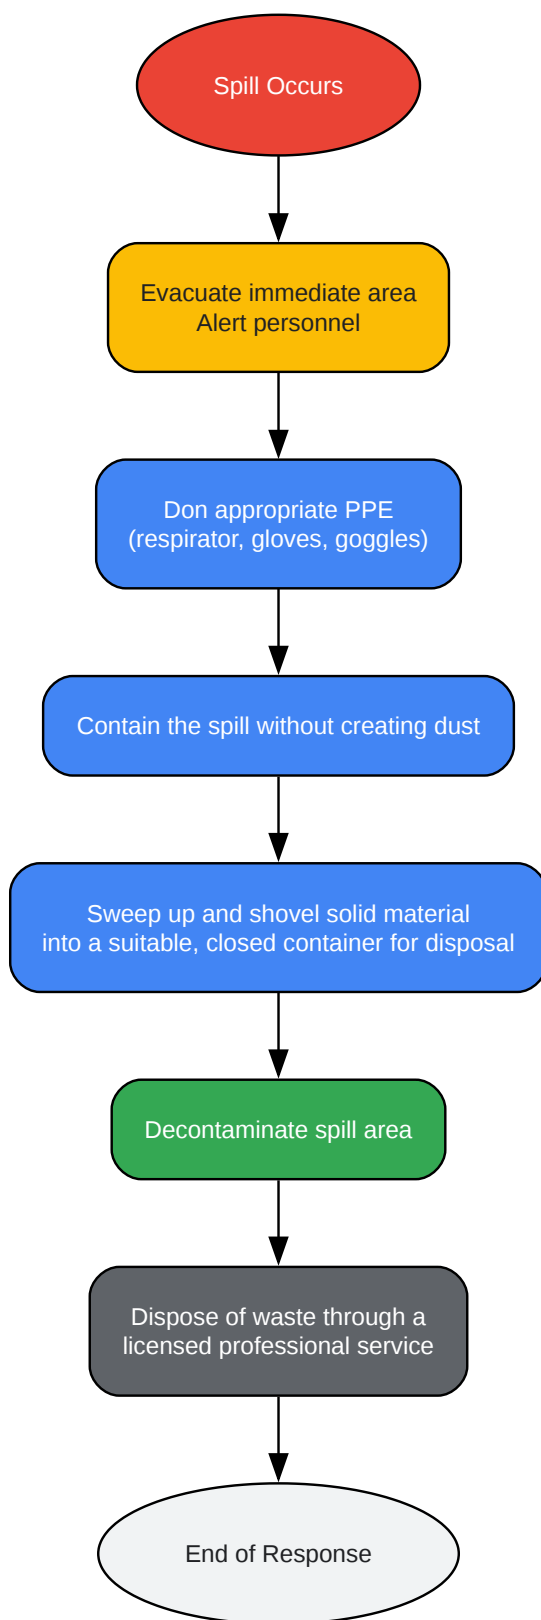 Spill Occurs
Evacuate immediate area
Alert personnel
Don appropriate PPE
(respirator, gloves, goggles)
Contain the spill without creating dust
Sweep up and shovel solid material
into a suitable, closed container for disposal
Decontaminate spill area
Dispose of waste through a
licensed professional service
End of Response